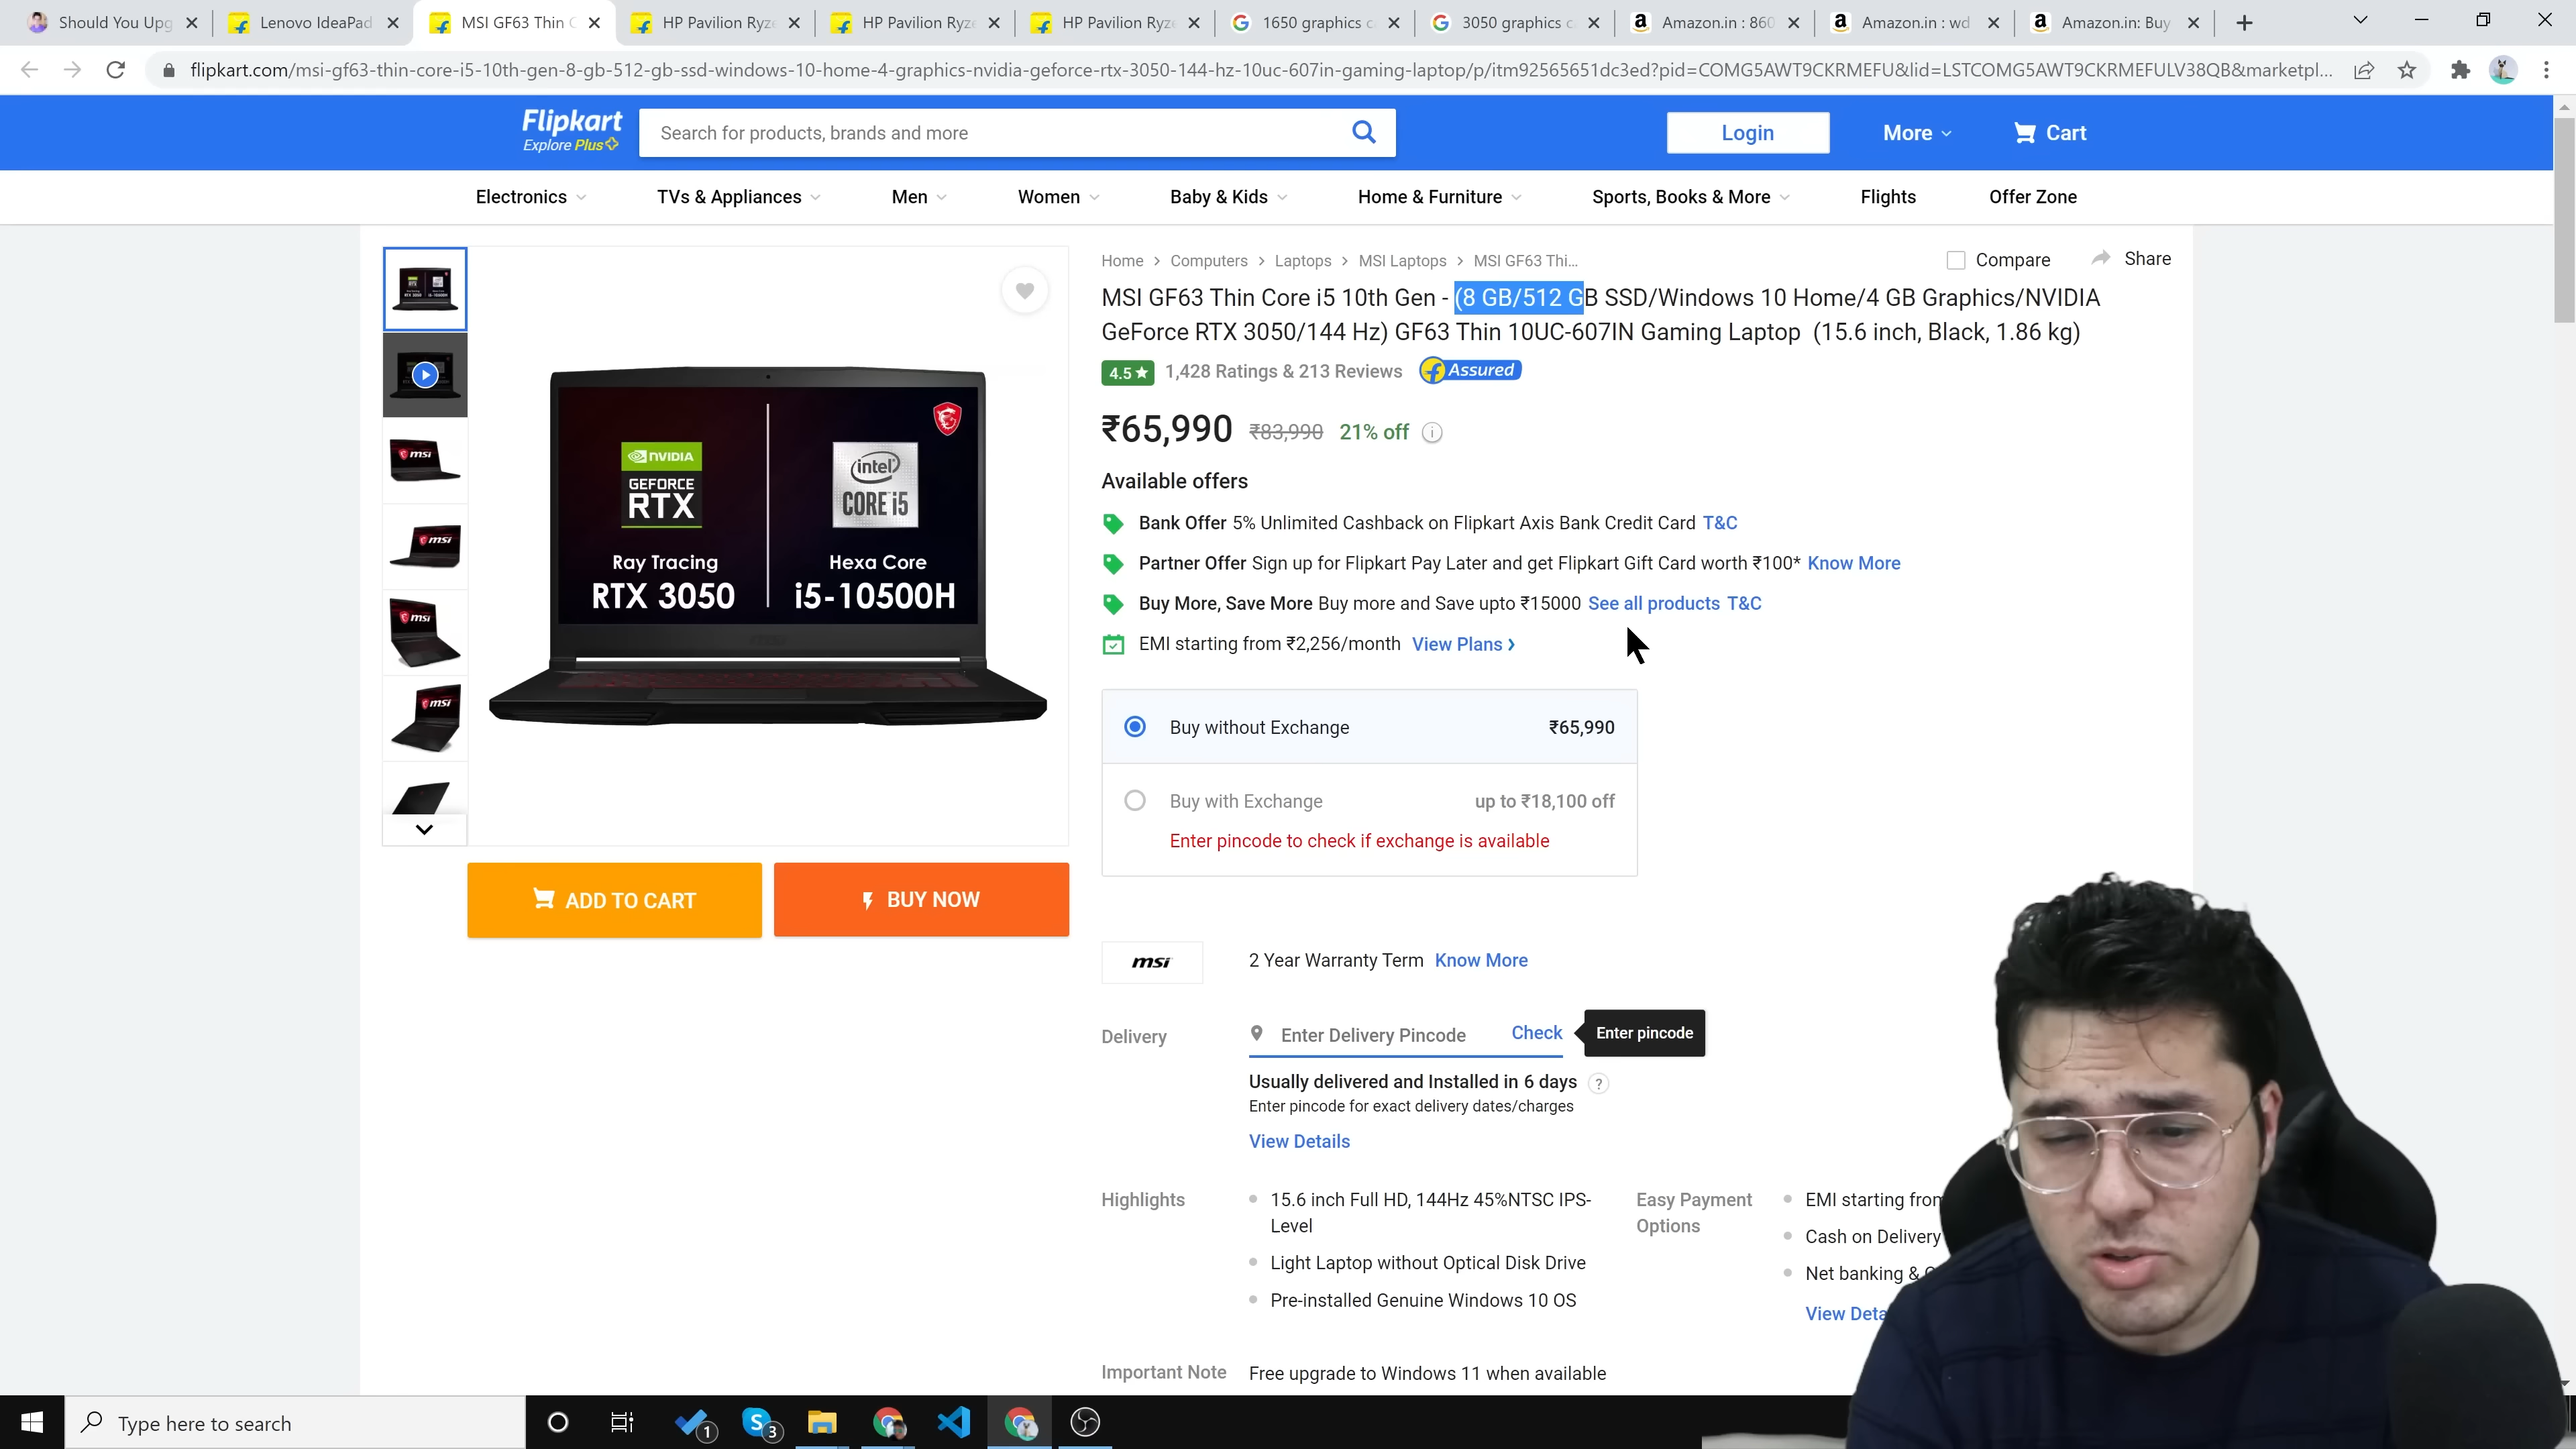 Should You Upg
Lenovo IdeaPad
MSI GF63 Thin C
HP Pavilion Ryze
HP Pavilion Ryze
HP Pavilion Ryze
1650 graphics c
3050 graphics c
Amazon.in : 860
Amazon.in : wd
Amazon.in: Buy
flipkart.com/msi-gf63-thin-core-i5-10th-gen-8-gb-512-gb-ssd-windows-10-home-4-graphics-nvidia-geforce-rtx-3050-144-hz-10uc-607in-gaming-laptop/p/itm92565651dc3ed?pid=COMG5AWT9CKRMEFU&lid=LSTCOMG5AWT9CKRMEFULV38QB&marketpl...
Flipkart
Explore Plus
Search for products, brands and more
Login
More
Cart
Electronics
TVs & Appliances
Men
Women
Baby & Kids
Home & Furniture
Sports, Books & More
Flights
Offer Zone
Home > Computers > Laptops > MSI Laptops > MSI GF63 Thi...
Compare
Share
MSI GF63 Thin Core i5 10th Gen - (8 GB/512 GB SSD/Windows 10 Home/4 GB Graphics/NVIDIA
GeForce RTX 3050/144 Hz) GF63 Thin 10UC-607IN Gaming Laptop (15.6 inch, Black, 1.86 kg)
4.5 ★ 1,428 Ratings & 213 Reviews Assured
₹65,990 ₹83,990 21% off
Available offers
Bank Offer 5% Unlimited Cashback on Flipkart Axis Bank Credit Card T&C
Partner Offer Sign up for Flipkart Pay Later and get Flipkart Gift Card worth ₹100* Know More
Buy More, Save More Buy more and Save upto ₹15000 See all products T&C
EMI starting from ₹2,256/month View Plans >
NVIDIA
GEFORCE
RTX
intel
CORE i5
Ray Tracing
RTX 3050
Hexa Core
i5-10500H
msi
msi
msi
msi
Buy without Exchange ₹65,990
Buy with Exchange up to ₹18,100 off
Enter pincode to check if exchange is available
ADD TO CART
BUY NOW
msi
2 Year Warranty Term Know More
Delivery
Enter Delivery Pincode Check
Enter pincode
Usually delivered and Installed in 6 days ?
Enter pincode for exact delivery dates/charges
View Details
Highlights
15.6 inch Full HD, 144Hz 45%NTSC IPS-
Level
Light Laptop without Optical Disk Drive
Pre-installed Genuine Windows 10 OS
Easy Payment
Options
EMI starting from
Cash on Delivery
Net banking &
View Deta
Important Note Free upgrade to Windows 11 when available
Type here to search
1
3